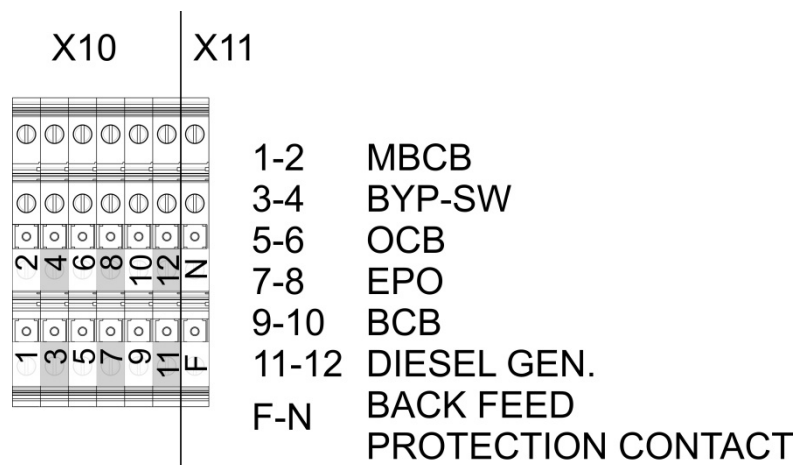 X10 X11
2 4 6 8 10 12 N
1 3 5 7 9 11 F
1-2 MBCB
3-4 BYP-SW
5-6 OCB
7-8 EPO
9-10 BCB
11-12 DIESEL GEN.
F-N BACK FEED
PROTECTION CONTACT